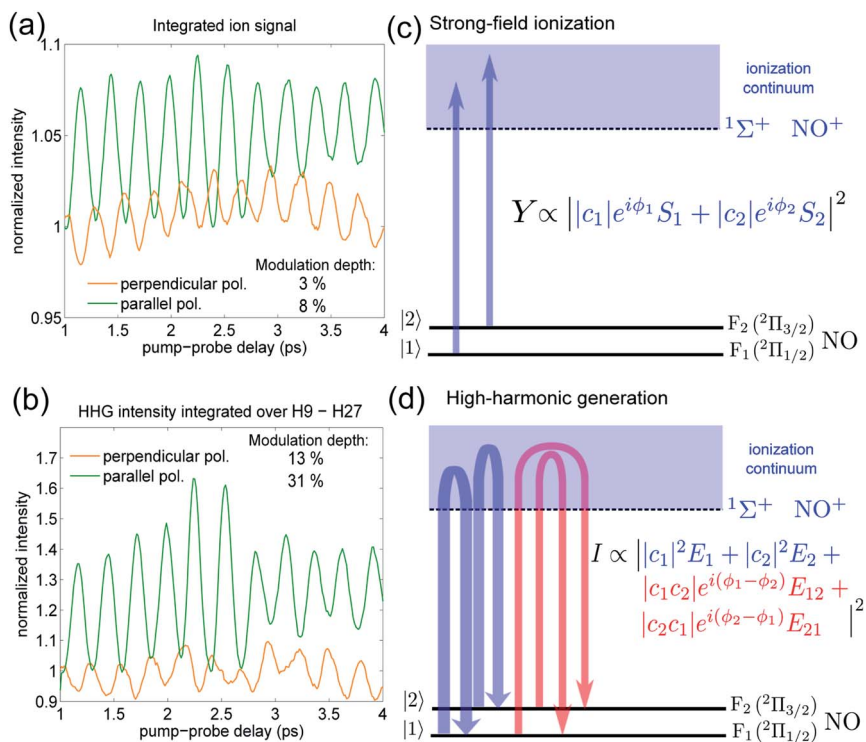 (a)
Integrated ion signal
1.1
1.05
1
0.95
normalized intensity
perpendicular pol.
parallel pol.
Modulation depth:
3 %
8 %
1 1.5 2 2.5 3 3.5 4
pump−probe delay (ps)
(b)
HHG intensity integrated over H9 − H27
1.7
1.6
1.5
1.4
1.3
1.2
1.1
1
0.9
normalized intensity
perpendicular pol.
parallel pol.
Modulation depth:
13 %
31 %
1 1.5 2 2.5 3 3.5 4
pump−probe delay (ps)
(c)
Strong-field ionization
ionization
continuum
¹Σ⁺ NO⁺
Y ∝ ||c₁|e^{iϕ₁}S₁ + |c₂|e^{iϕ₂}S₂|²
|2⟩
|1⟩
F₂ (²Π₃/₂)
F₁ (²Π₁/₂)
NO
(d)
High-harmonic generation
ionization
continuum
¹Σ⁺ NO⁺
I ∝ ||c₁|²E₁ + |c₂|²E₂ +
|c₁c₂|e^{i(ϕ₁−ϕ₂)}E₁₂ +
|c₂c₁|e^{i(ϕ₂−ϕ₁)}E₂₁ |²
|2⟩
|1⟩
F₂ (²Π₃/₂)
F₁ (²Π₁/₂)
NO